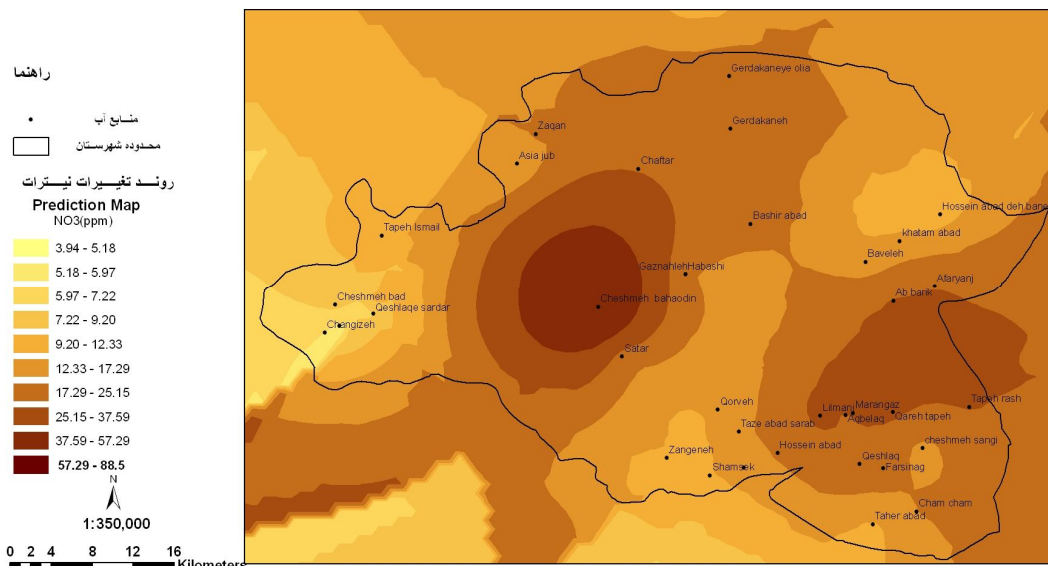 راهنما
منابع آب
محدوده شهرستان
روند تغییرات نیترات
Prediction Map
NO3(ppm)
3.94 - 5.18
5.18 - 5.97
5.97 - 7.22
7.22 - 9.20
9.20 - 12.33
12.33 - 17.29
17.29 - 25.15
25.15 - 37.59
37.59 - 57.29
57.29 - 88.5
N
1:350,000
0 2 4 8 12 16
Kilometers
Gerdakaneye olia
Gerdakaneh
Zaqan
Asia jub
Chaftar
Hossein abad deh bane
Bashir abad
Tapeh Ismail
khatam abad
Baveleh
GaznahlehHabashi
Afaryanj
Ab barik
Cheshmeh bad
Cheshmeh bahaodin
Qeshlaqe sardar
Changizeh
Satar
Qorveh
Lilmanj
Marangaz
Tapeh rash
Aqbelaq
Qareh tapeh
Taze abad sarab
Hossein abad
cheshmeh sangi
Zangeneh
Qeshlaq
Farsinag
Shamsek
Cham cham
Taher abad